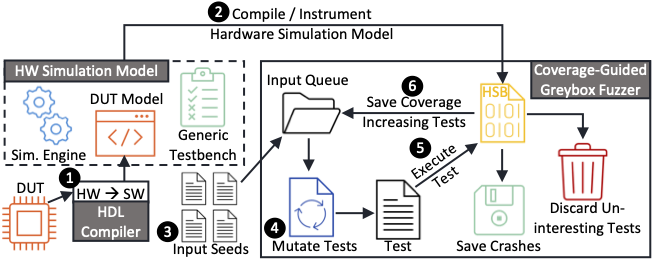 2 Compile / Instrument
Hardware Simulation Model
HW Simulation Model
DUT Model
Sim. Engine
Generic
Testbench
DUT
1
HW → SW
HDL
Compiler
3
Input Seeds
Coverage-Guided
Greybox Fuzzer
Input Queue
6
Save Coverage
Increasing Tests
HSB
5
Execute
Test
4
Mutate Tests
Test
Save Crashes
Discard Un-
interesting Tests